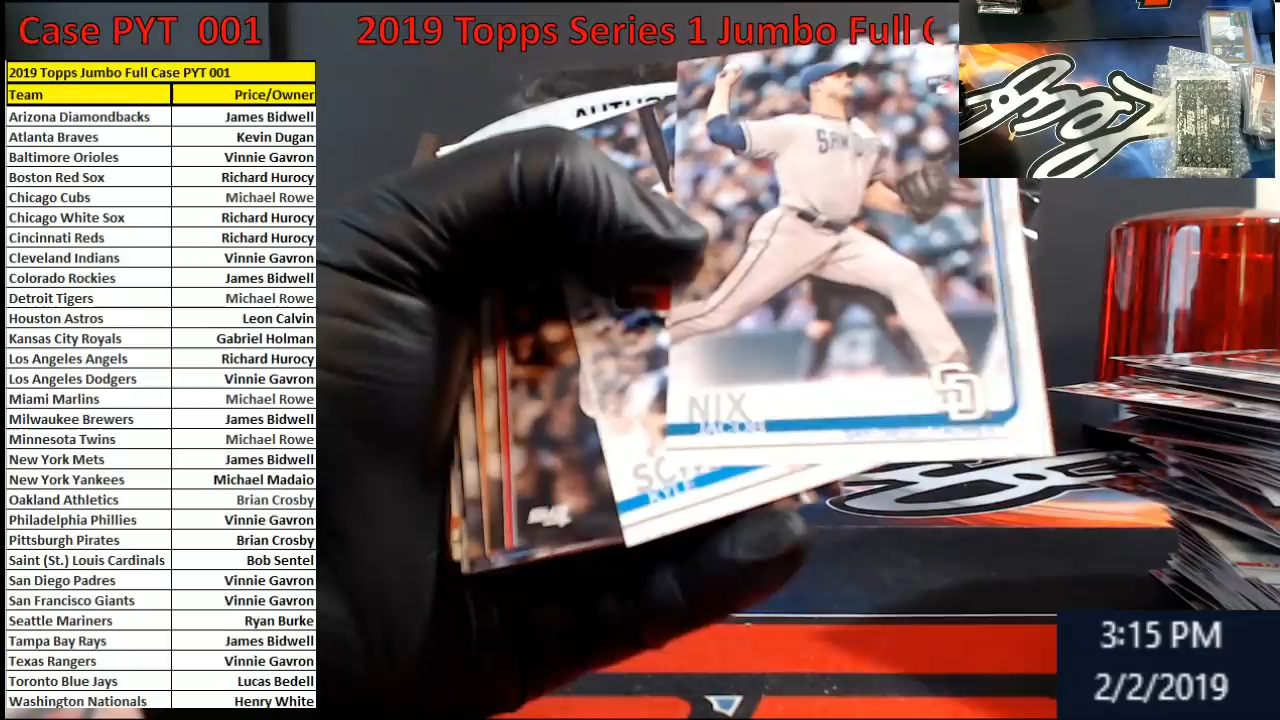 Case PYT 001
2019 Topps Series 1 Jumbo Full
2019 Topps Jumbo Full Case PYT 001
Team Price/Owner
Arizona Diamondbacks James Bidwell
Atlanta Braves Kevin Dugan
Baltimore Orioles Vinnie Gavron
Boston Red Sox Richard Hurocy
Chicago Cubs Michael Rowe
Chicago White Sox Richard Hurocy
Cincinnati Reds Richard Hurocy
Cleveland Indians Vinnie Gavron
Colorado Rockies James Bidwell
Detroit Tigers Michael Rowe
Houston Astros Leon Calvin
Kansas City Royals Gabriel Holman
Los Angeles Angels Richard Hurocy
Los Angeles Dodgers Vinnie Gavron
Miami Marlins Michael Rowe
Milwaukee Brewers James Bidwell
Minnesota Twins Michael Rowe
New York Mets James Bidwell
New York Yankees Michael Madaio
Oakland Athletics Brian Crosby
Philadelphia Phillies Vinnie Gavron
Pittsburgh Pirates Brian Crosby
Saint (St.) Louis Cardinals Bob Sentel
San Diego Padres Vinnie Gavron
San Francisco Giants Vinnie Gavron
Seattle Mariners Ryan Burke
Tampa Bay Rays James Bidwell
Texas Rangers Vinnie Gavron
Toronto Blue Jays Lucas Bedell
Washington Nationals Henry White
SAN
NIX
JACOB
SD
KYLE
3:15 PM
2/2/2019